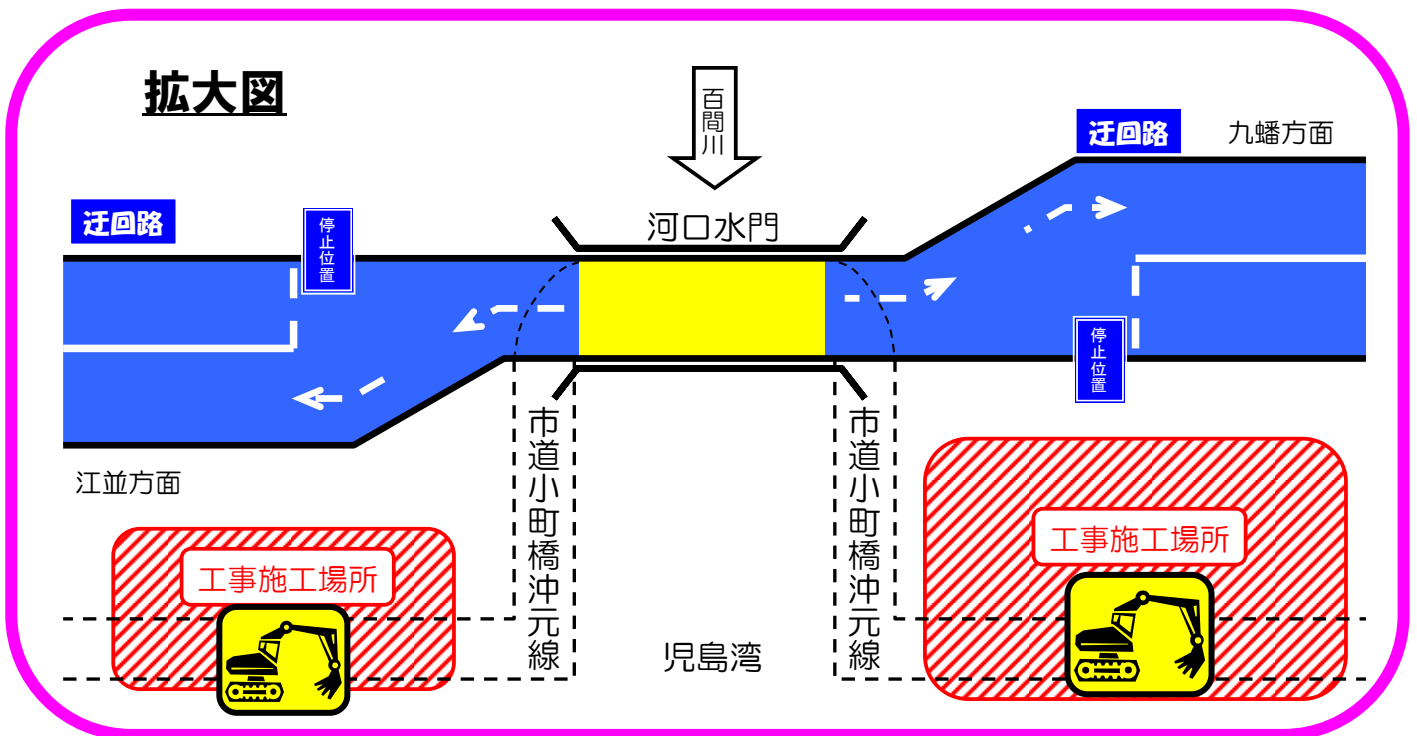 拡大図
百間川
迂回路
九蟠方面
迂回路
停止位置
河口水門
停止位置
江並方面
市道小町橋沖元線
市道小町橋沖元線
工事施工場所
工事施工場所
児島湾